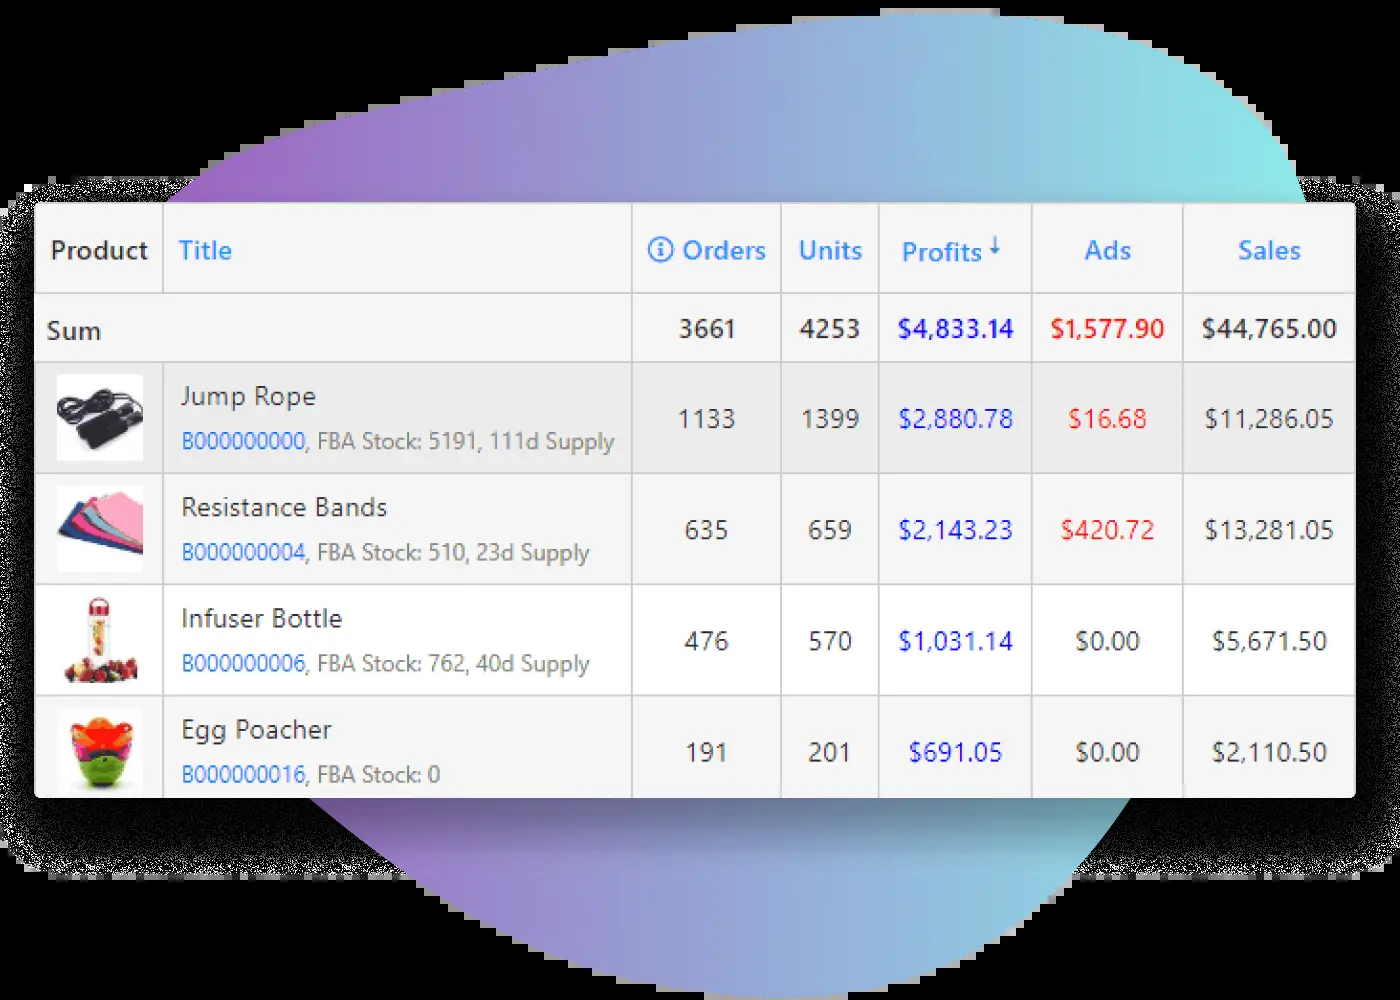 Product Title ⓘ Orders Units Profits ↓ Ads Sales
Sum 3661 4253 $4,833.14 $1,577.90 $44,765.00
Jump Rope
B000000000, FBA Stock: 5191, 111d Supply
1133 1399 $2,880.78 $16.68 $11,286.05
Resistance Bands
B000000004, FBA Stock: 510, 23d Supply
635 659 $2,143.23 $420.72 $13,281.05
Infuser Bottle
B000000006, FBA Stock: 762, 40d Supply
476 570 $1,031.14 $0.00 $5,671.50
Egg Poacher
B000000016, FBA Stock: 0
191 201 $691.05 $0.00 $2,110.50